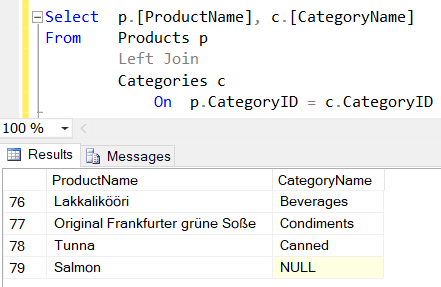 Select p.[ProductName], c.[CategoryName]
From Products p
Left Join
Categories c
On p.CategoryID = c.CategoryID
100 %
Results Messages
ProductName CategoryName
76 Lakkalikööri Beverages
77 Original Frankfurter grüne Soße Condiments
78 Tunna Canned
79 Salmon NULL